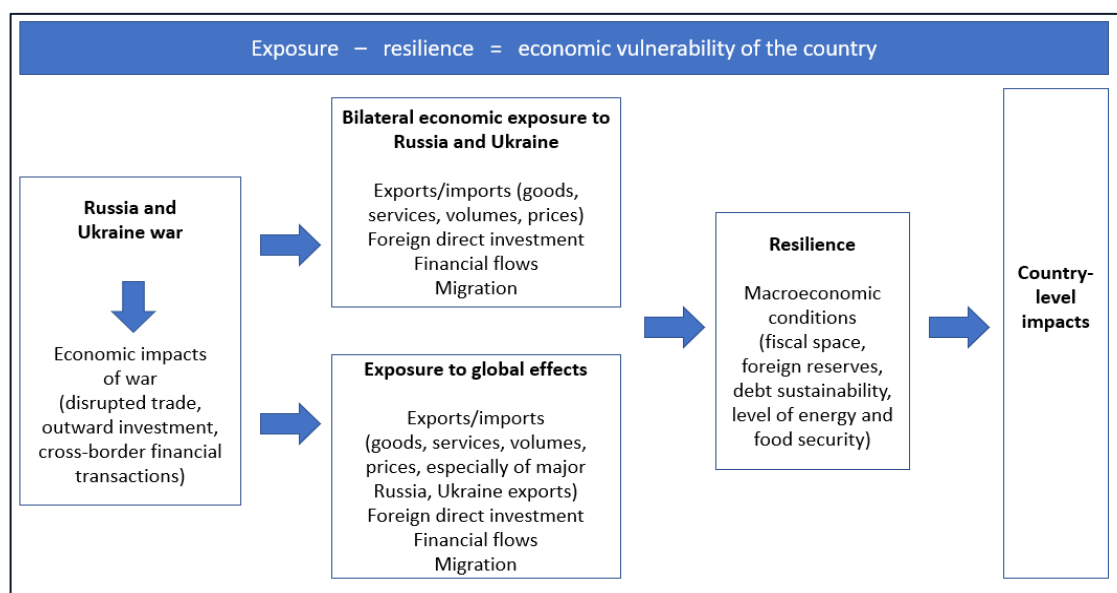 Exposure – resilience = economic vulnerability of the country
Russia and
Ukraine war
Economic impacts
of war
(disrupted trade,
outward investment,
cross-border financial
transactions)
Bilateral economic exposure to
Russia and Ukraine
Exports/imports (goods,
services, volumes, prices)
Foreign direct investment
Financial flows
Migration
Exposure to global effects
Exports/imports
(goods, services, volumes,
prices, especially of major
Russia, Ukraine exports)
Foreign direct investment
Financial flows
Migration
Resilience
Macroeconomic
conditions
(fiscal space,
foreign reserves,
debt sustainability,
level of energy and
food security)
Country-
level
impacts